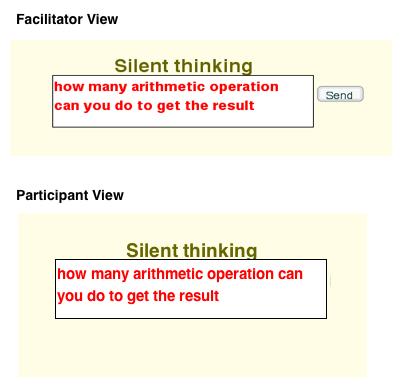 Facilitator View
Silent thinking
how many arithmetic operation
can you do to get the result
Send
Participant View
Silent thinking
how many arithmetic operation can
you do to get the result